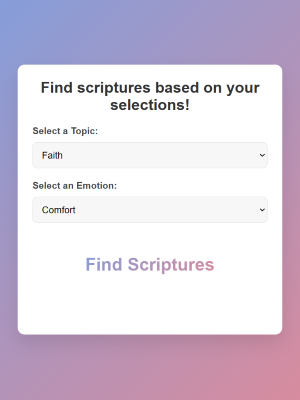 Find scriptures based on your
selections!
Select a Topic:
Faith
Select an Emotion:
Comfort
Find Scriptures